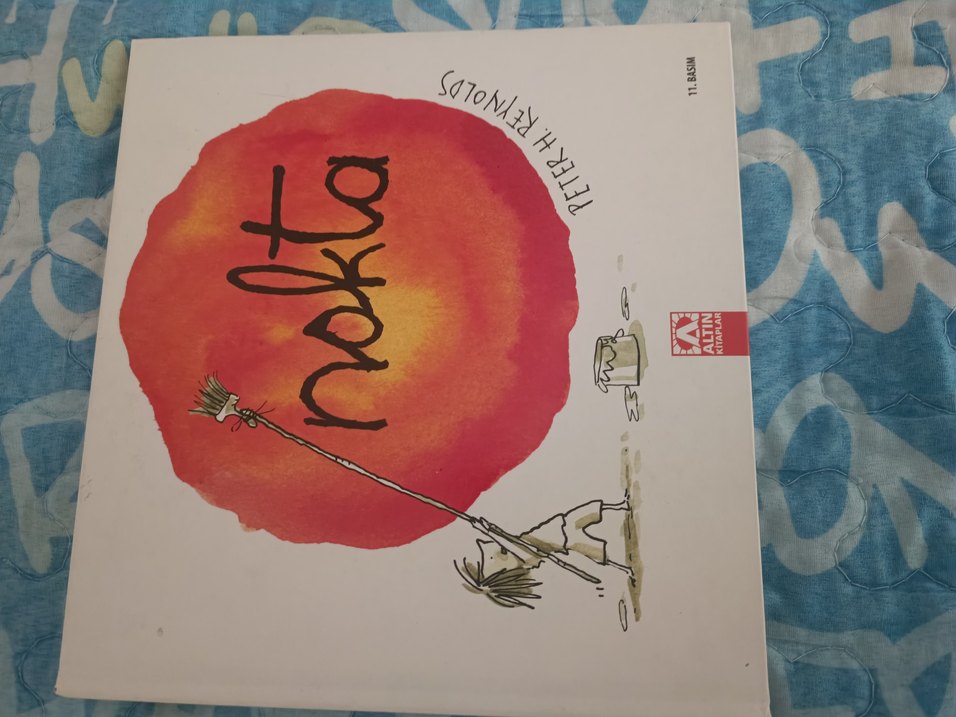 11. BASIM
PETER H. REYNOLDS
nokta
ALTIN
KİTAPLAR